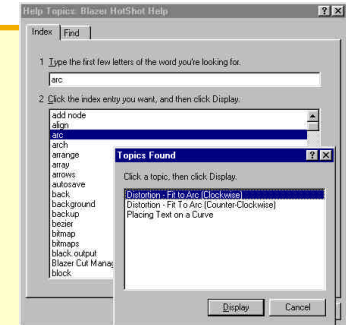 Help Topics: Blazer HotShot Help
Index
Find
1 Type the first few letters of the word you're looking for.
arc
2 Click the index entry you want, and then click Display.
add node
align
arc
arch
arrange
array
arrows
autosave
back
background
backup
bezier
bitmap
bitmaps
black output
Blazer Cut Manag
block
Topics Found
Click a topic, then click Display.
Distortion - Fit to Arc (Clockwise)
Distortion - Fit To Arc (Counter-Clockwise)
Placing Text on a Curve
Display
Cancel